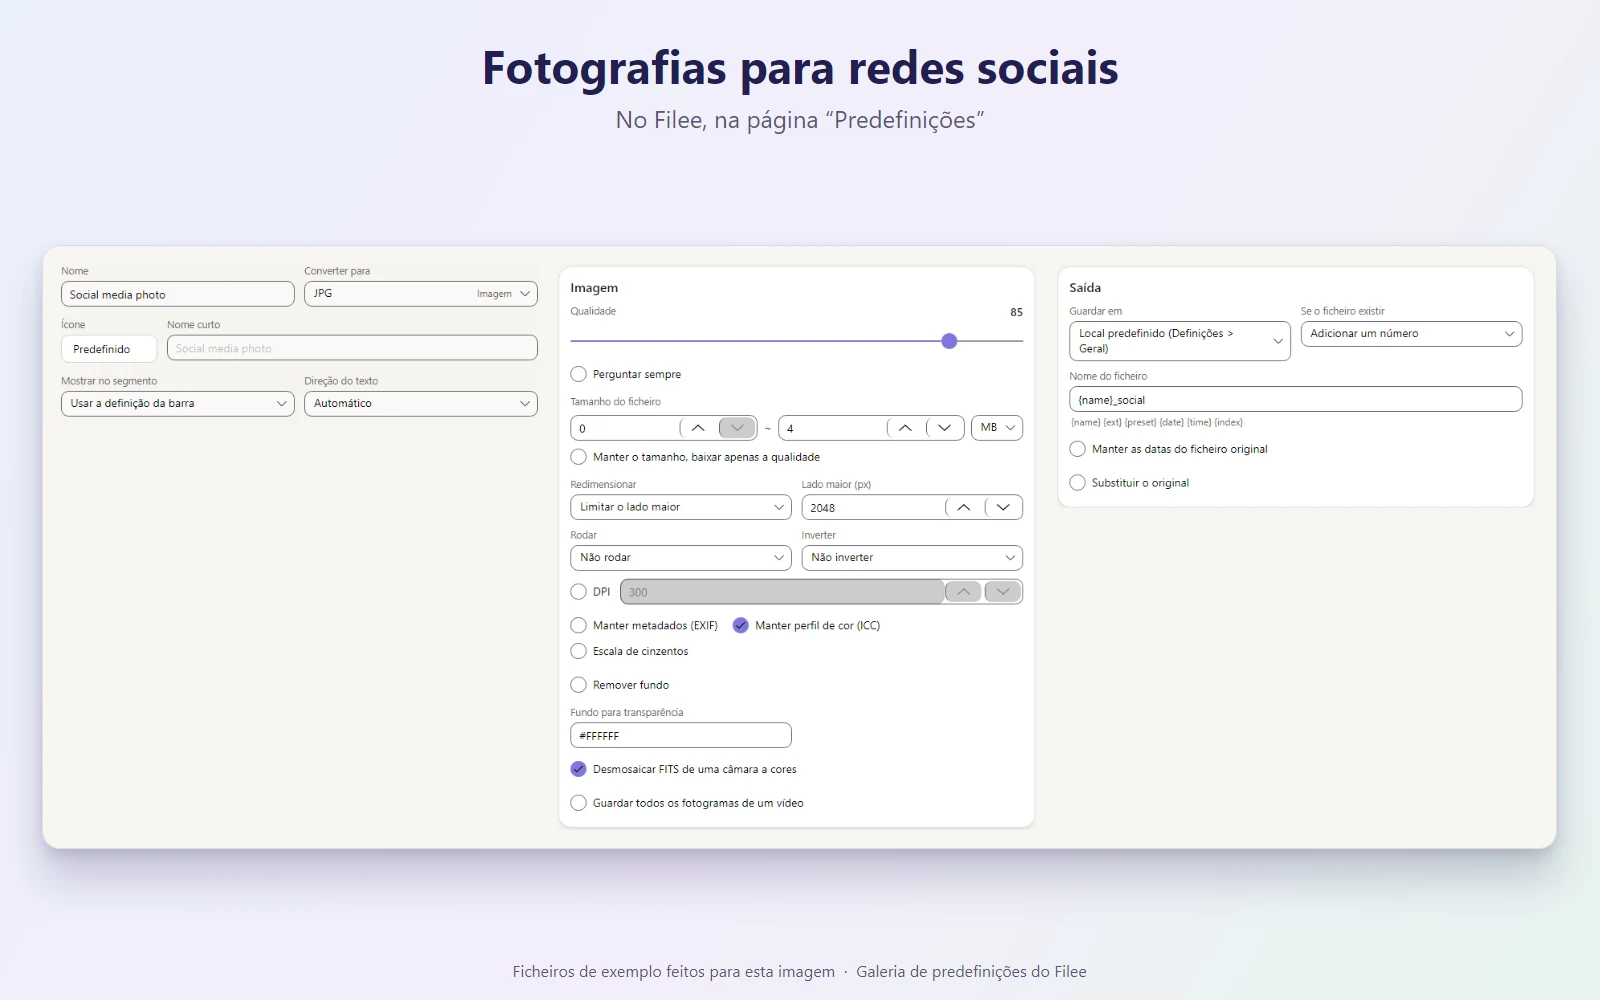 Fotografias para redes sociais
No Filee, na página “Predefinições”
Nome
Converter para
Social media photo
JPG
Imagem
Ícone
Nome curto
Predefinido
Social media photo
Mostrar no segmento
Direção do texto
Usar a definição da barra
Automático
Imagem
Qualidade
85
Perguntar sempre
Tamanho do ficheiro
0
~
4
MB
Manter o tamanho, baixar apenas a qualidade
Redimensionar
Lado maior (px)
Limitar o lado maior
2048
Rodar
Inverter
Não rodar
Não inverter
DPI
300
Manter metadados (EXIF)
Manter perfil de cor (ICC)
Escala de cinzentos
Remover fundo
Fundo para transparência
#FFFFFF
Desmosaicar FITS de uma câmara a cores
Guardar todos os fotogramas de um vídeo
Saída
Guardar em
Se o ficheiro existir
Local predefinido (Definições >
Geral)
Adicionar um número
Nome do ficheiro
{name}_social
{name} {ext} {preset} {date} {time} {index}
Manter as datas do ficheiro original
Substituir o original
Ficheiros de exemplo feitos para esta imagem · Galeria de predefinições do Filee